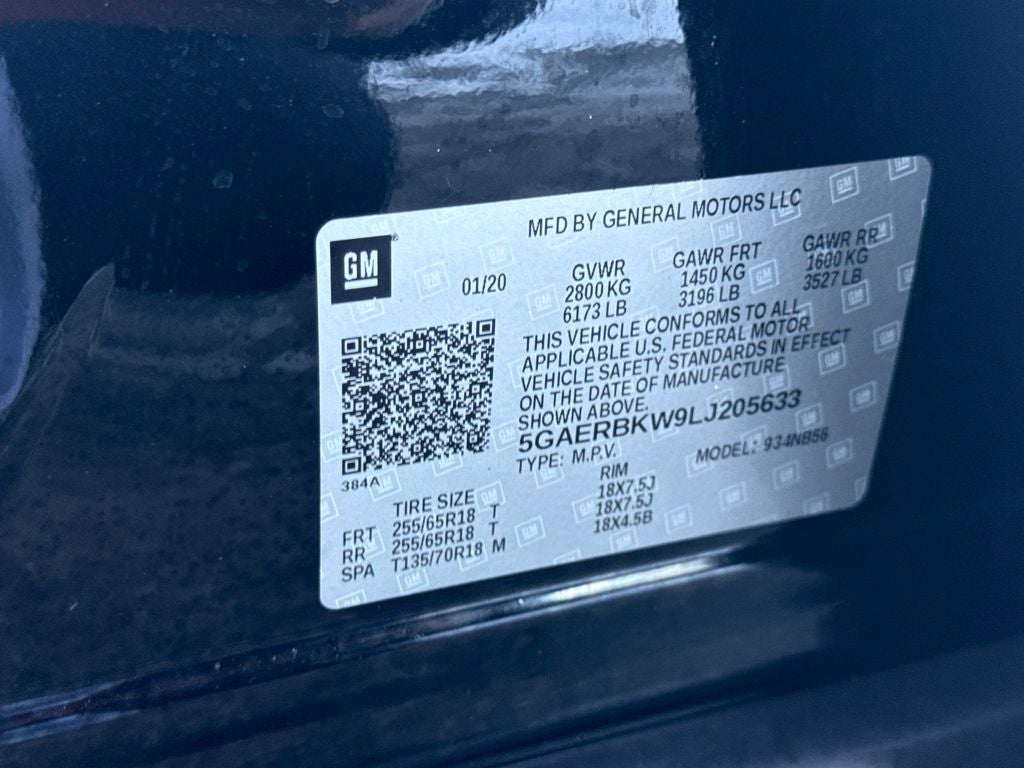 MFD BY GENERAL MOTORS LLC
GM
01/20
GVWR
2800 KG
6173 LB
GAWR FRT
1450 KG
3196 LB
GAWR RR
1600 KG
3527 LB
THIS VEHICLE CONFORMS TO ALL
APPLICABLE U.S. FEDERAL MOTOR
VEHICLE SAFETY STANDARDS IN EFFECT
ON THE DATE OF MANUFACTURE
SHOWN ABOVE.
5GAERBKW9LJ205633
TYPE: M.P.V.
MODEL: 934NB56
384A
TIRE SIZE
RIM
FRT 255/65R18 T 18X7.5J
RR 255/65R18 T 18X7.5J
SPA T135/70R18 M 18X4.5B